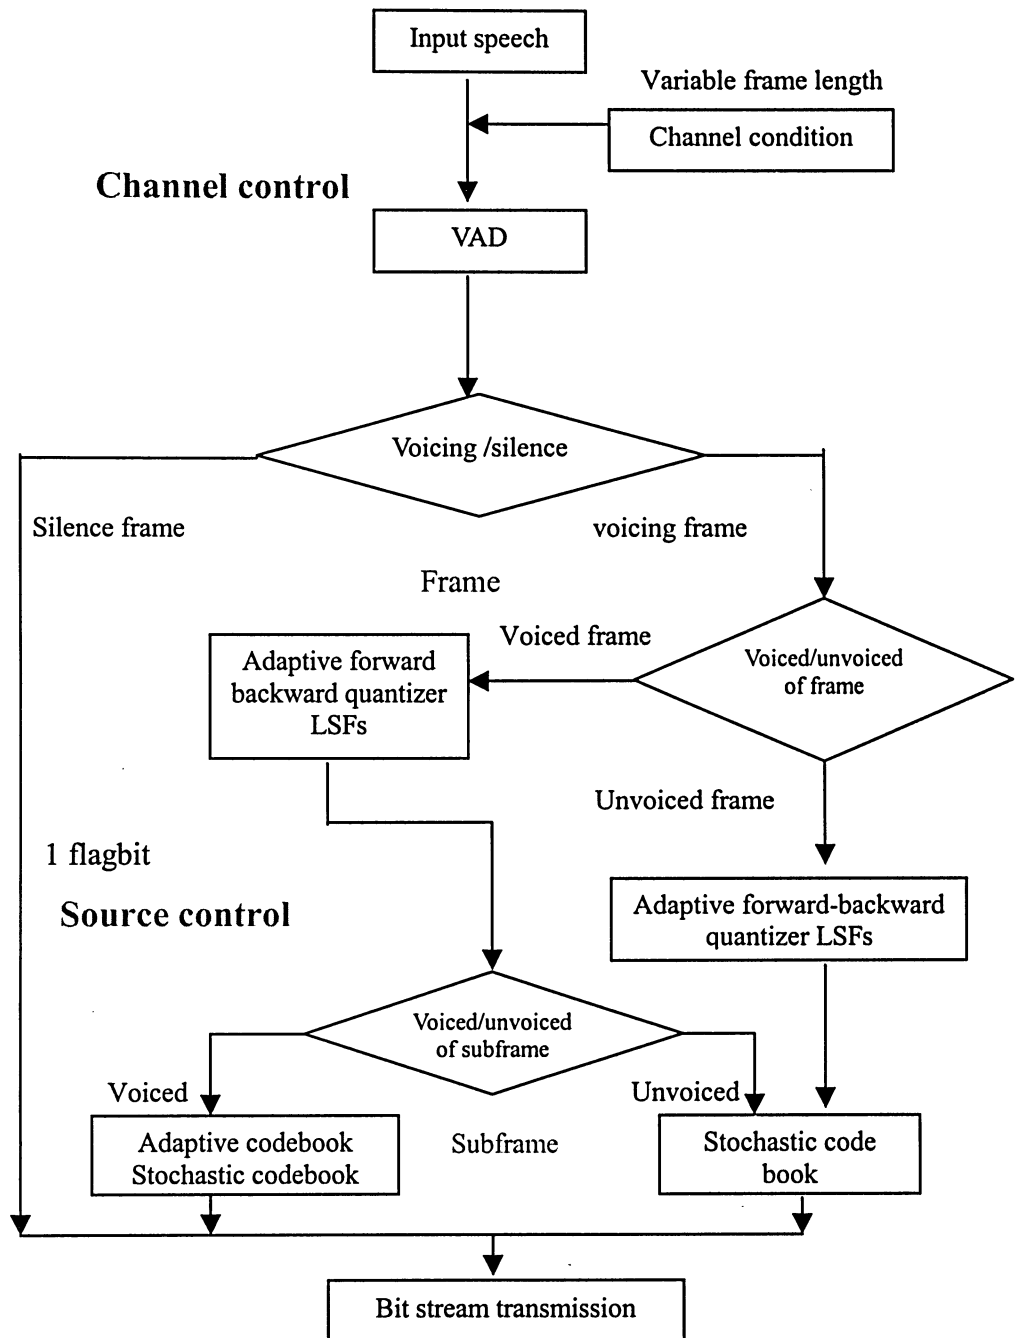 Input speech
Variable frame length
Channel condition
Channel control
VAD
Voicing /silence
Silence frame
voicing frame
Frame
Voiced frame
Adaptive forward
backward quantizer
LSFs
Voiced/unvoiced
of frame
Unvoiced frame
1 flagbit
Source control
Adaptive forward-backward
quantizer LSFs
Voiced/unvoiced
of subframe
Voiced
Unvoiced
Adaptive codebook
Stochastic codebook
Subframe
Stochastic code
book
Bit stream transmission